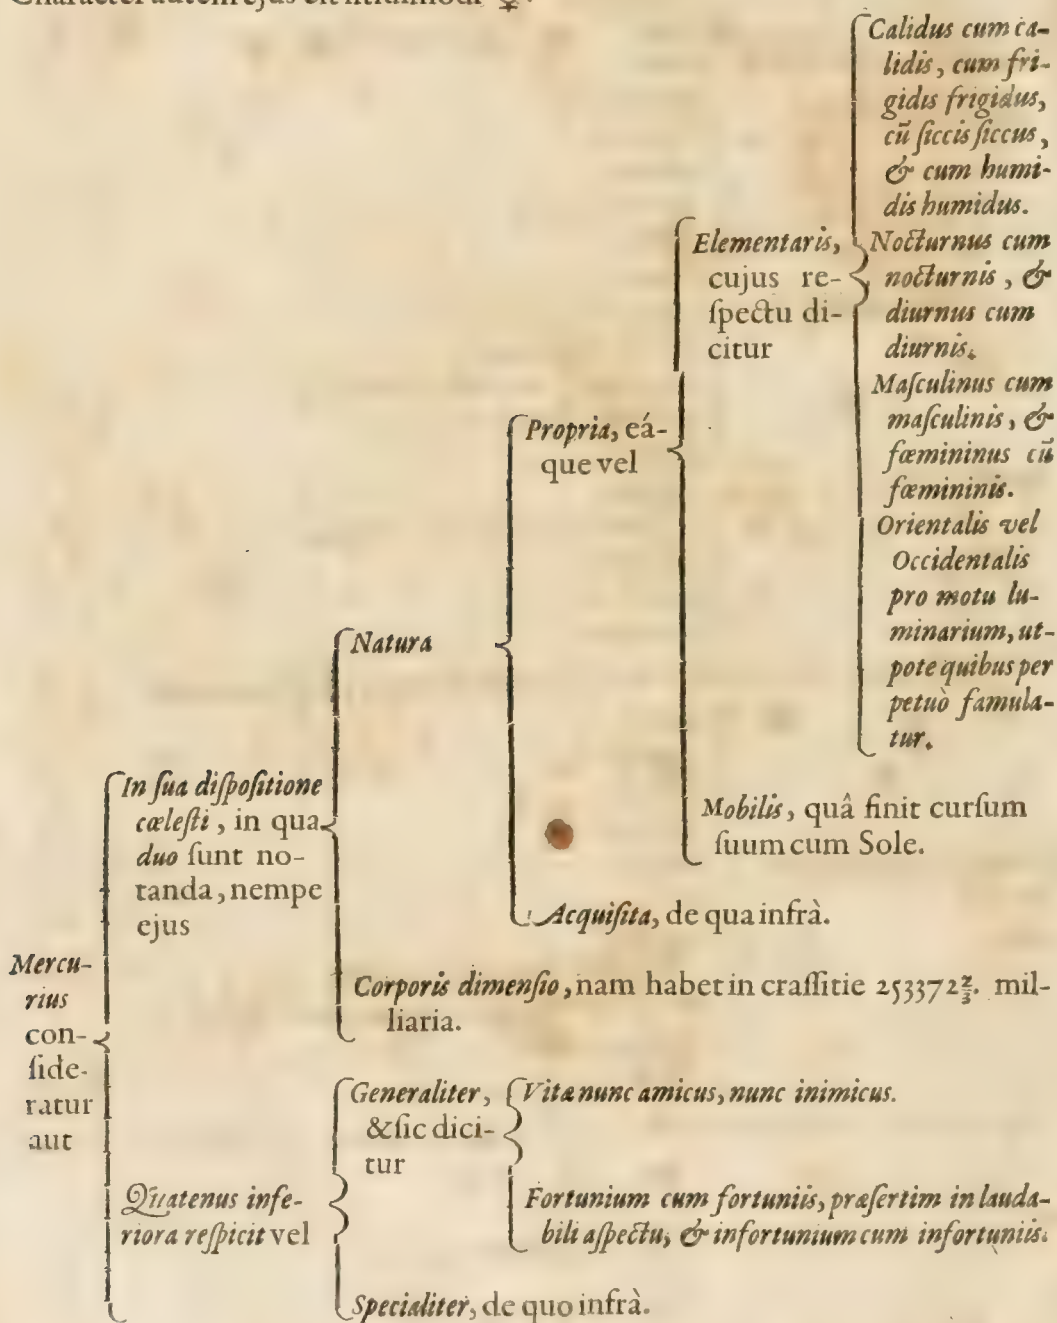 Calidus cum ca-
lidis, cum fri-
gidis frigidus,
cũ ſiccis ſiccus,
& cum humi-
dis humidus.
Elementaris,
cujus re-
ſpectu di-
citur
Nocturnus cum
nocturnis, &
diurnus cum
diurnis.
Maſculinus cum
maſculinis, &
fœmininus cũ
fœmininis.
Orientalis vel
Occidentalis
pro motu lu-
minarium, ut-
pote quibus per
petuò famula-
tur.
Propria, eá-
que vel
Natura
Mobilis, quâ finit curſum
ſuum cum Sole.
In ſua diſpoſitione
cœleſti, in qua
duo ſunt no-
tanda, nempe
ejus
Acquiſita, de qua infrà.
Mercu-
rius
con-
ſide-
ratur
aut
Corporis dimenſio, nam habet in craſſitie 253372⅔. mil-
liaria.
Generaliter,
& ſic dici-
tur
Vitæ nunc amicus, nunc inimicus.
Quatenus infe-
riora reſpicit vel
Fortunium cum fortuniis, præſertim in lauda-
bili aſpectu, & infortunium cum infortuniis.
Specialiter, de quo infrà.